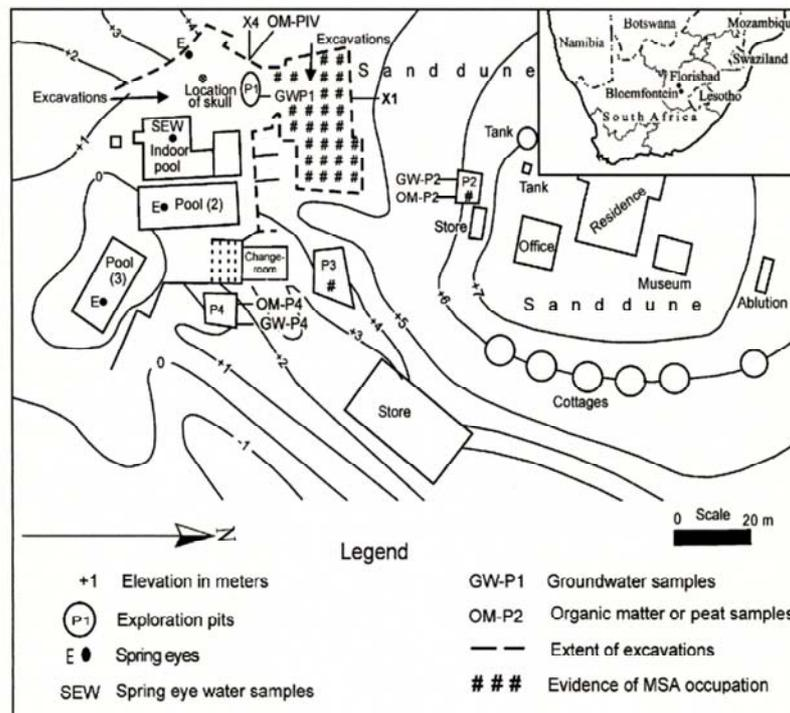 X4 OM-PIV
+4
+3
+2
E
Excavations
Sanddune
Location of skull
P1
GWP1
X1
Excavations
+1
SEW
Indoor pool
0
E Pool (2)
Pool (3)
E
Change-room
P3
#
P4
OM-P4
GW-P4
GW-P2
OM-P2
P2
#
Store
Tank
Tank
Residence
Office
Museum
Ablution
Sanddune
+7
+6
+5
+4
+3
+2
+1
0
-1
Store
Cottages
Botswana
Mozambique
Namibia
Swaziland
Florisbad
Bloemfontein
Lesotho
South Africa
N
0 Scale 20 m
Legend
+1 Elevation in meters
P1 Exploration pits
E Spring eyes
SEW Spring eye water samples
GW-P1 Groundwater samples
OM-P2 Organic matter or peat samples
Extent of excavations
# # # Evidence of MSA occupation